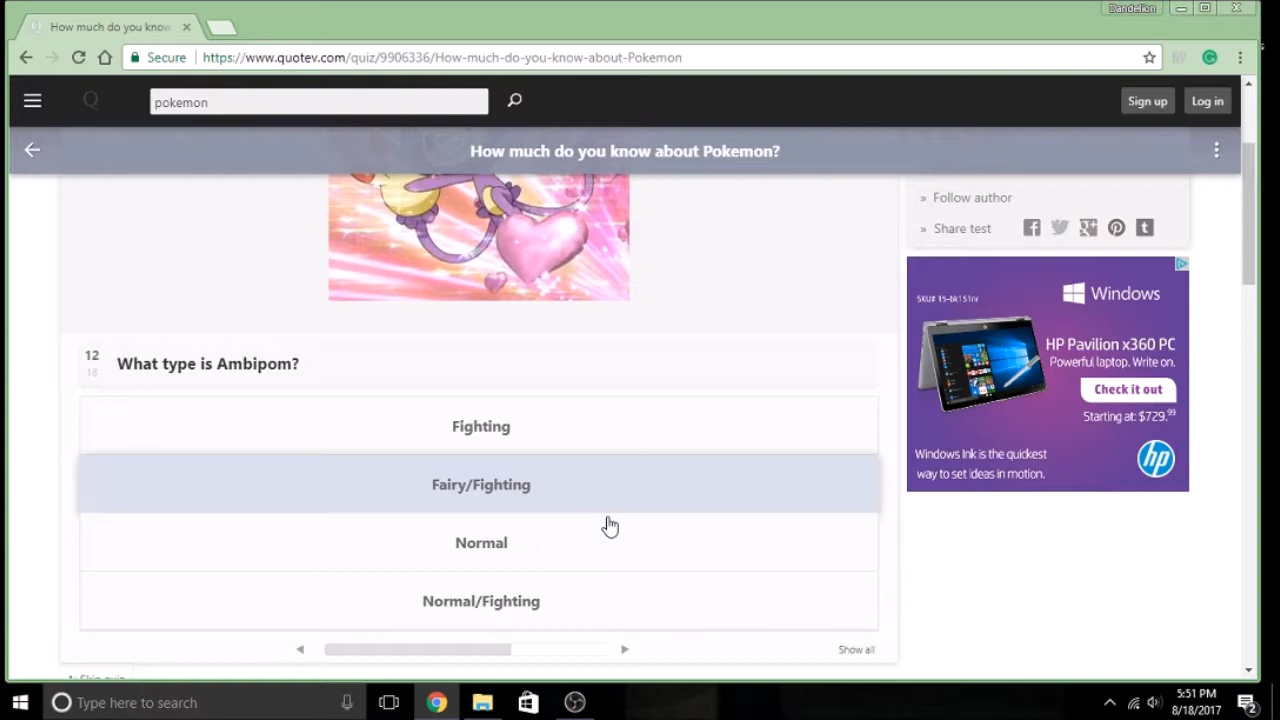 Dandelion
How much do you know
Secure
https://www.quotev.com/quiz/9906336/How-much-do-you-know-about-Pokemon
Q
pokemon
Sign up
Log in
How much do you know about Pokemon?
» Follow author
» Share test
SKU# 15-bk151nr
Windows
HP Pavilion x360 PC
Powerful laptop. Write on.
Check it out
Starting at: $729.99
Windows Ink is the quickest
way to set ideas in motion.
hp
12
18
What type is Ambipom?
Fighting
Fairy/Fighting
Normal
Normal/Fighting
Show all
Type here to search
5:51 PM
8/18/2017
2